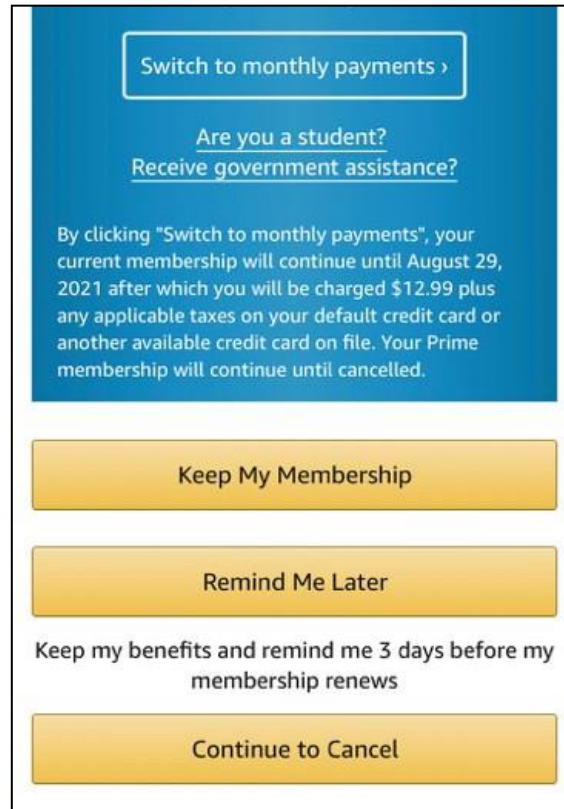 Switch to monthly payments ›
Are you a student?
Receive government assistance?
By clicking "Switch to monthly payments", your
current membership will continue until August 29,
2021 after which you will be charged $12.99 plus
any applicable taxes on your default credit card or
another available credit card on file. Your Prime
membership will continue until cancelled.
Keep My Membership
Remind Me Later
Keep my benefits and remind me 3 days before my
membership renews
Continue to Cancel